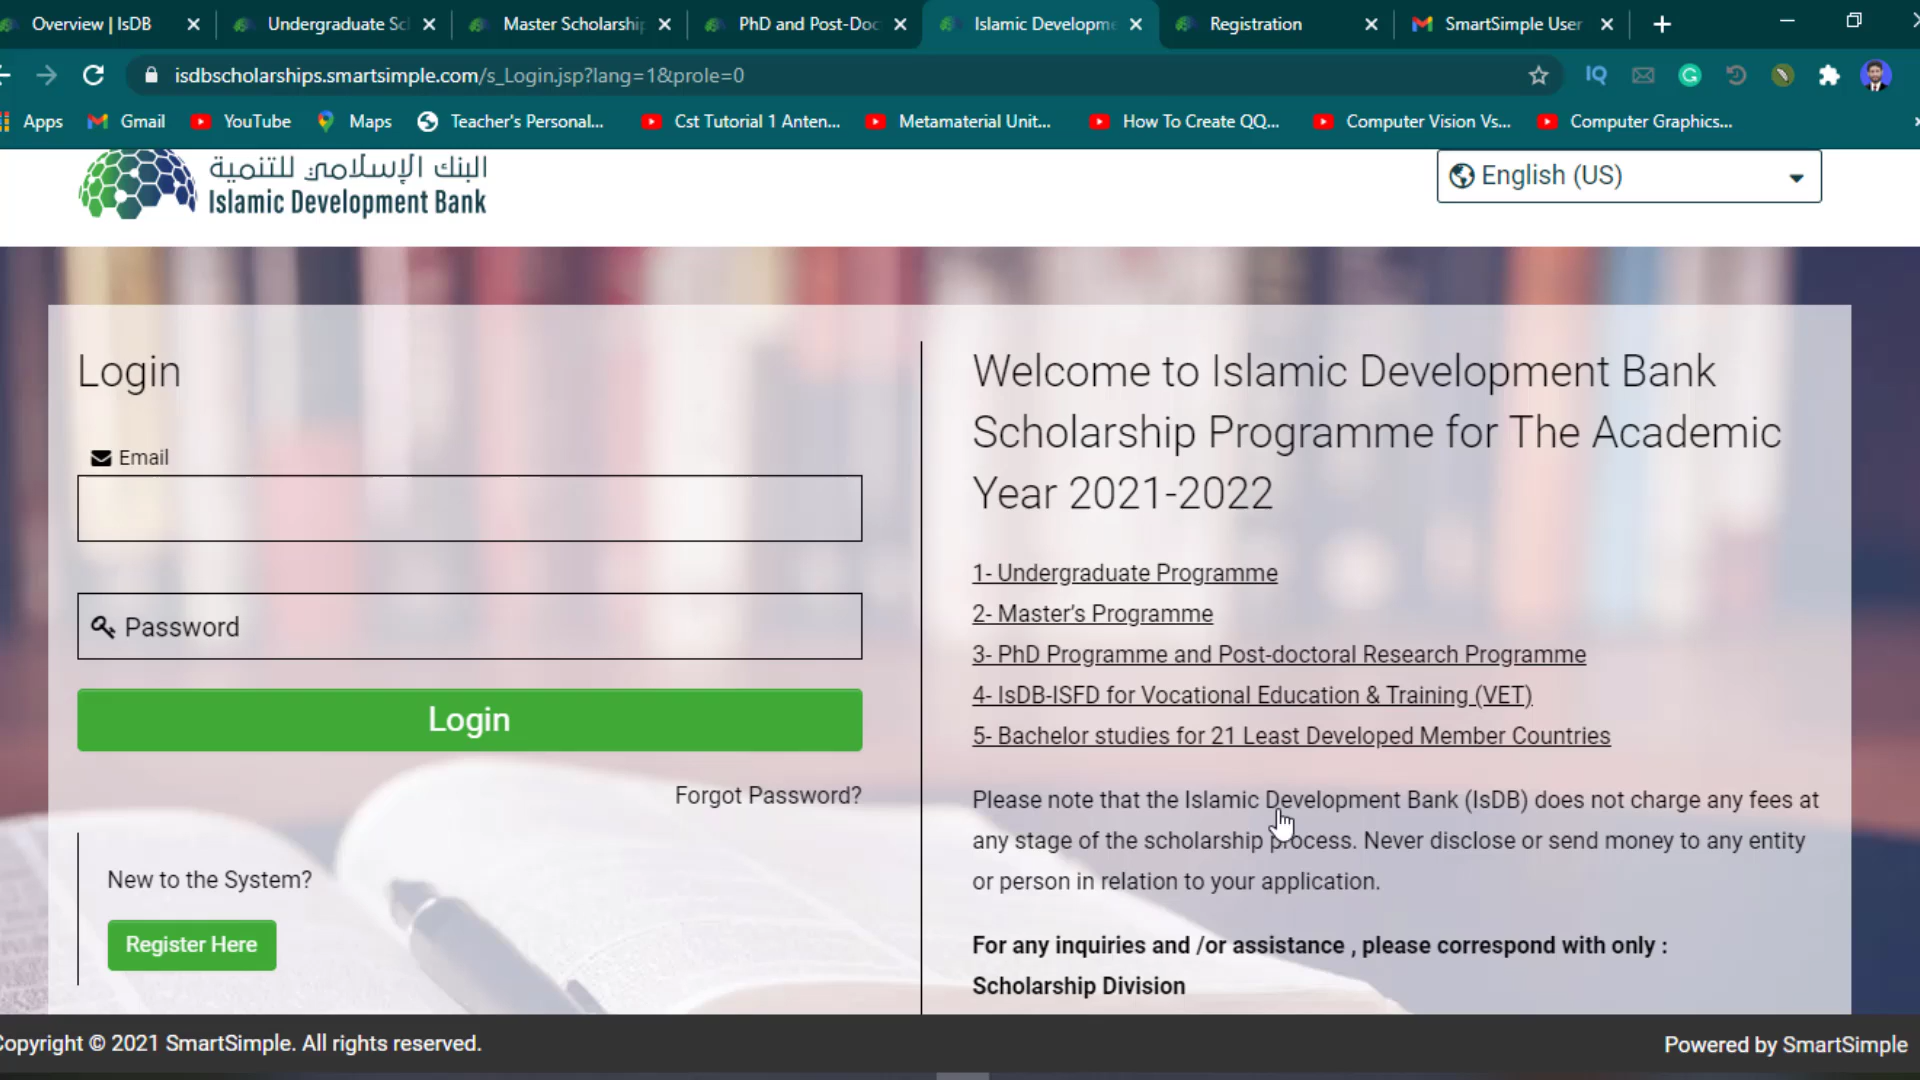 Overview | IsDB
Undergraduate Sc
Master Scholarship
PhD and Post-Doc
Islamic Developme
Registration
SmartSimple User
isdbscholarships.smartsimple.com/s_Login.jsp?lang=1&prole=0
IQ
G
Apps
Gmail
YouTube
Maps
Teacher's Personal...
Cst Tutorial 1 Anten...
Metamaterial Unit...
How To Create QQ...
Computer Vision Vs...
Computer Graphics...
البنك الإسلامي للتنمية
Islamic Development Bank
English (US)
Login
Email
Password
Login
Forgot Password?
New to the System?
Register Here
Welcome to Islamic Development Bank
Scholarship Programme for The Academic
Year 2021-2022
1- Undergraduate Programme
2- Master's Programme
3- PhD Programme and Post-doctoral Research Programme
4- IsDB-ISFD for Vocational Education & Training (VET)
5- Bachelor studies for 21 Least Developed Member Countries
Please note that the Islamic Development Bank (IsDB) does not charge any fees at
any stage of the scholarship process. Never disclose or send money to any entity
or person in relation to your application.
For any inquiries and /or assistance , please correspond with only :
Scholarship Division
Copyright © 2021 SmartSimple. All rights reserved.
Powered by SmartSimple